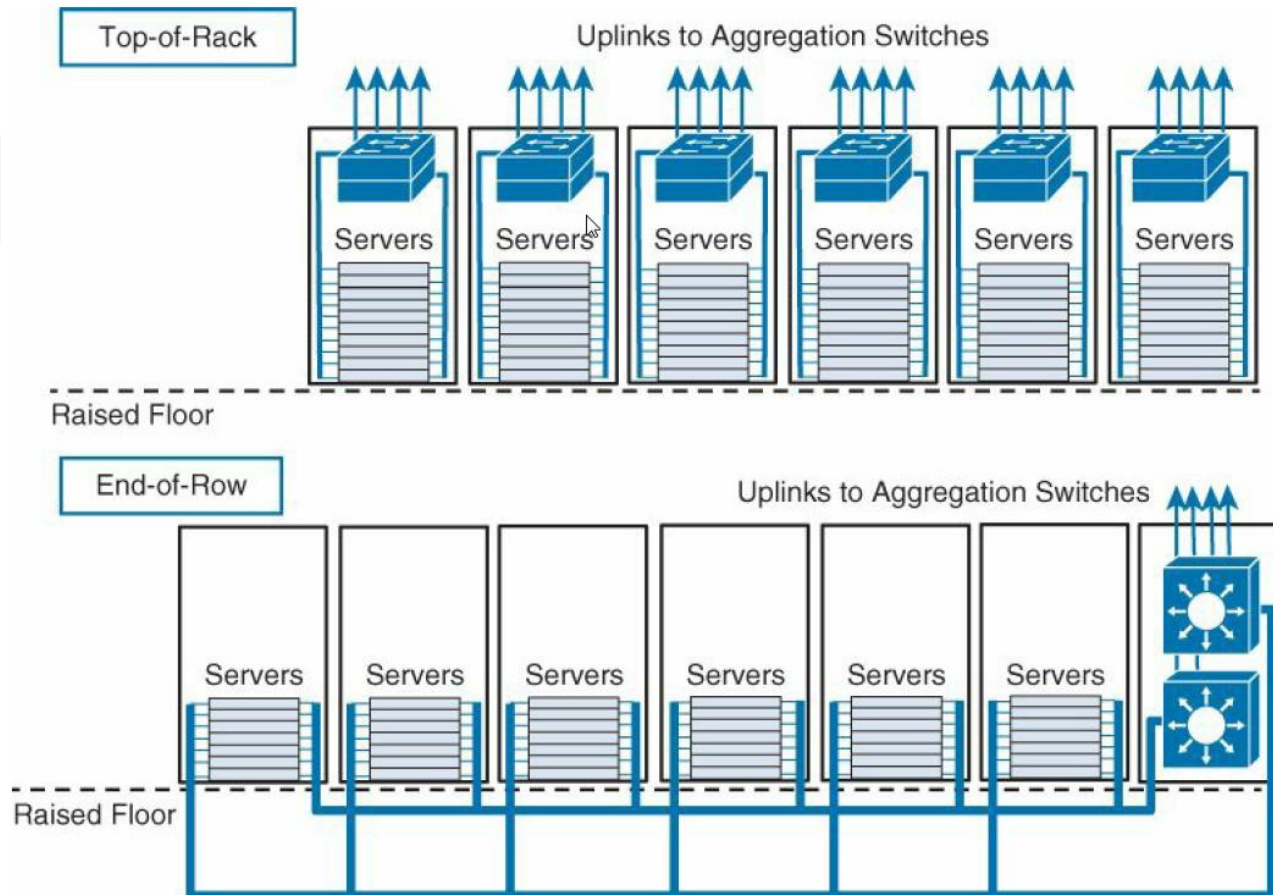 Top-of-Rack
Uplinks to Aggregation Switches
Servers
Servers
Servers
Servers
Servers
Servers
Raised Floor
End-of-Row
Uplinks to Aggregation Switches
Servers
Servers
Servers
Servers
Servers
Servers
Raised Floor